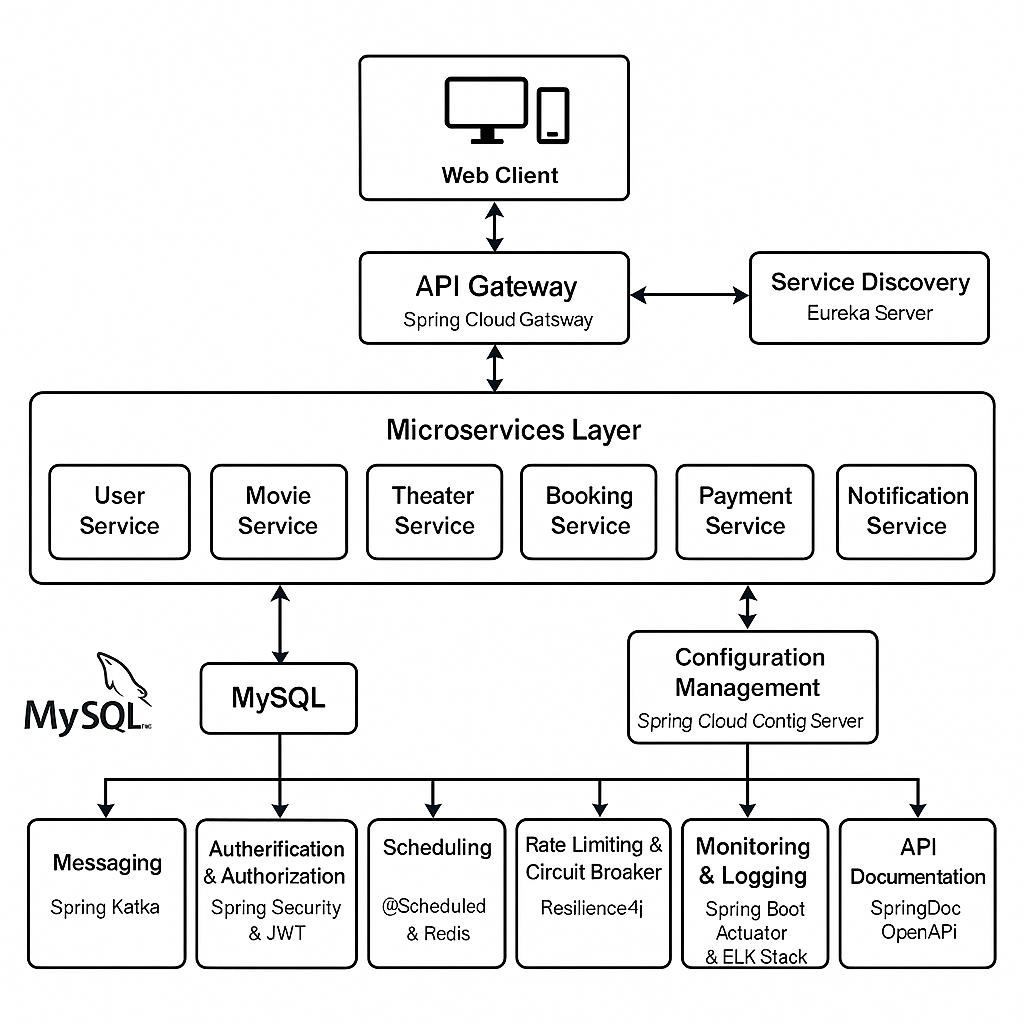 Web Client
API Gateway
Spring Cloud Gatsway
Service Discovery
Eureka Server
Microservices Layer
User
Service
Movie
Service
Theater
Service
Booking
Service
Payment
Service
Notification
Service
MySQL
MySQL
Configuration
Management
Spring Cloud Contig Server
Messaging
Spring Katka
Autherification
& Authorization
Spring Security
& JWT
Scheduling
@Scheduled
& Redis
Rate Limiting &
Circuit Broaker
Resilience4j
Monitoring
& Logging
Spring Boot
Actuator
& ELK Stack
API
Documentation
SpringDoc
OpenAPi